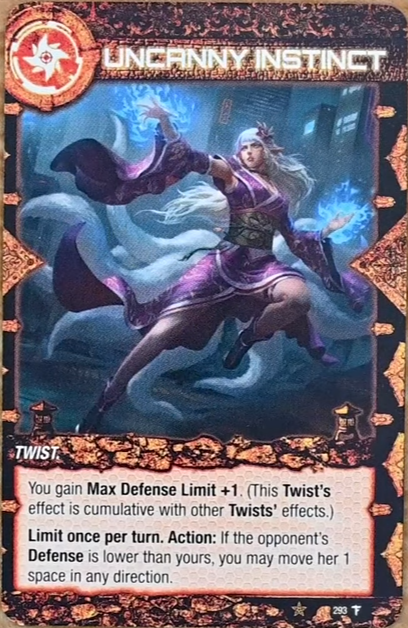 UNCANNY INSTINCT
TWIST.
You gain Max Defense Limit +1. (This Twist's
effect is cumulative with other Twists' effects.)
Limit once per turn. Action: If the opponent's
Defense is lower than yours, you may move her 1
space in any direction.
293